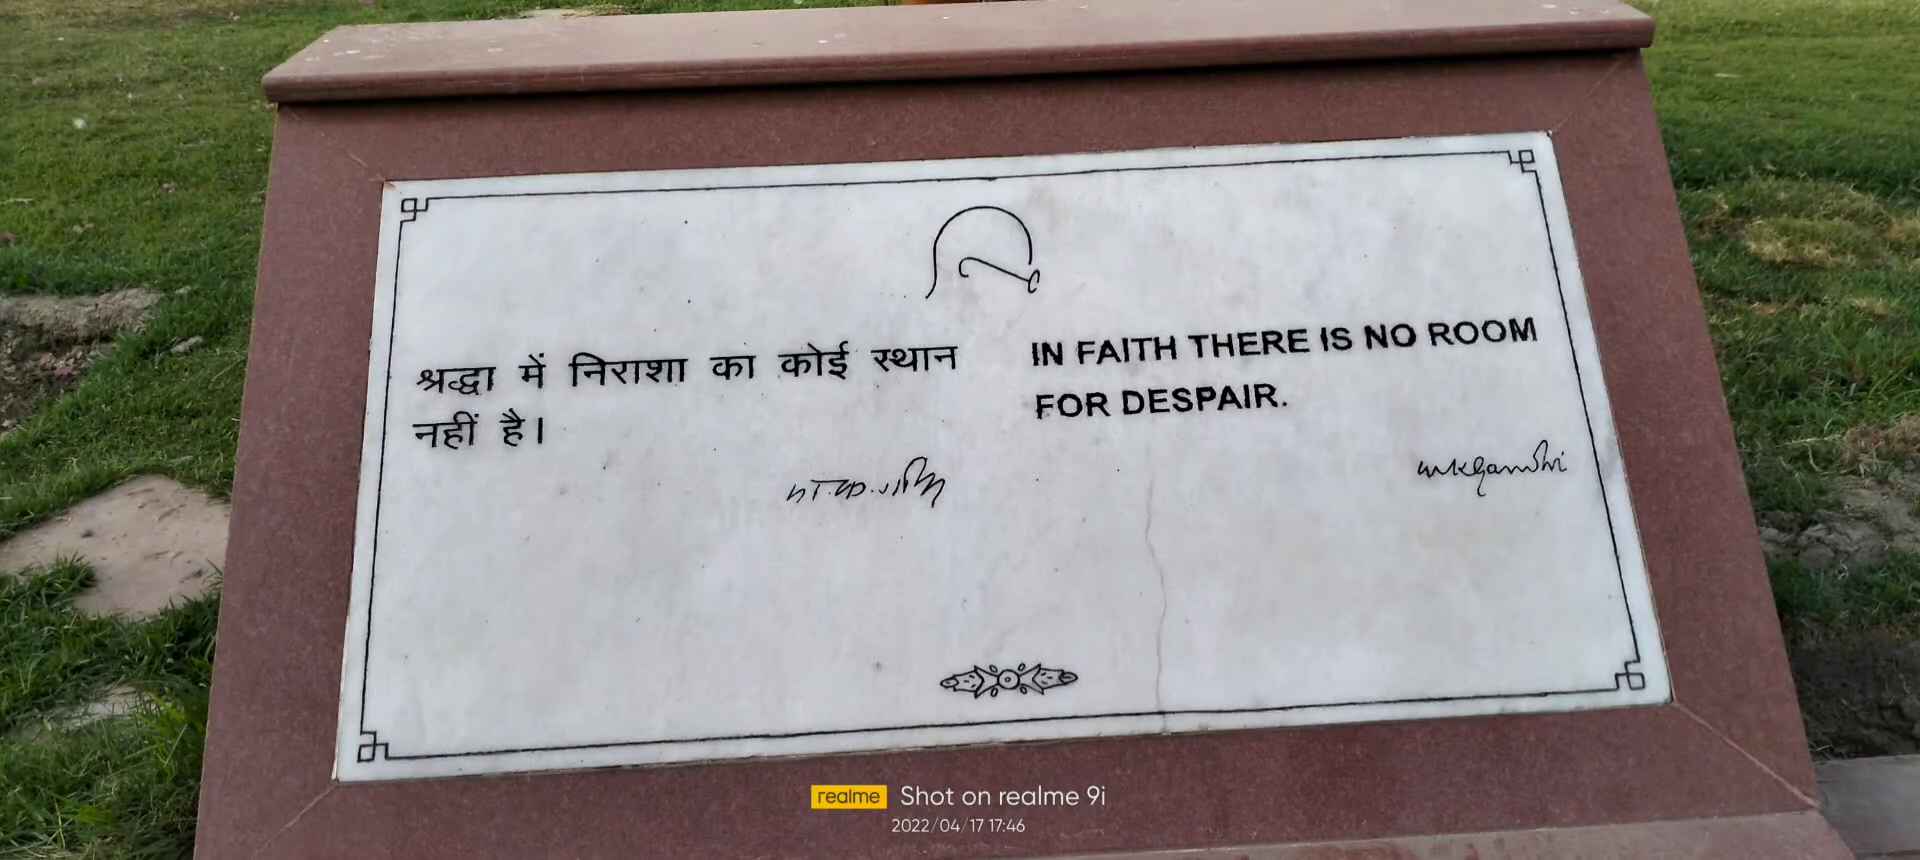 श्रद्धा में निराशा का कोई स्थान
नहीं है।
मो.क.गांधी
IN FAITH THERE IS NO ROOM
FOR DESPAIR.
mkgandhi
realme Shot on realme 9i
2022/04/17 17:46